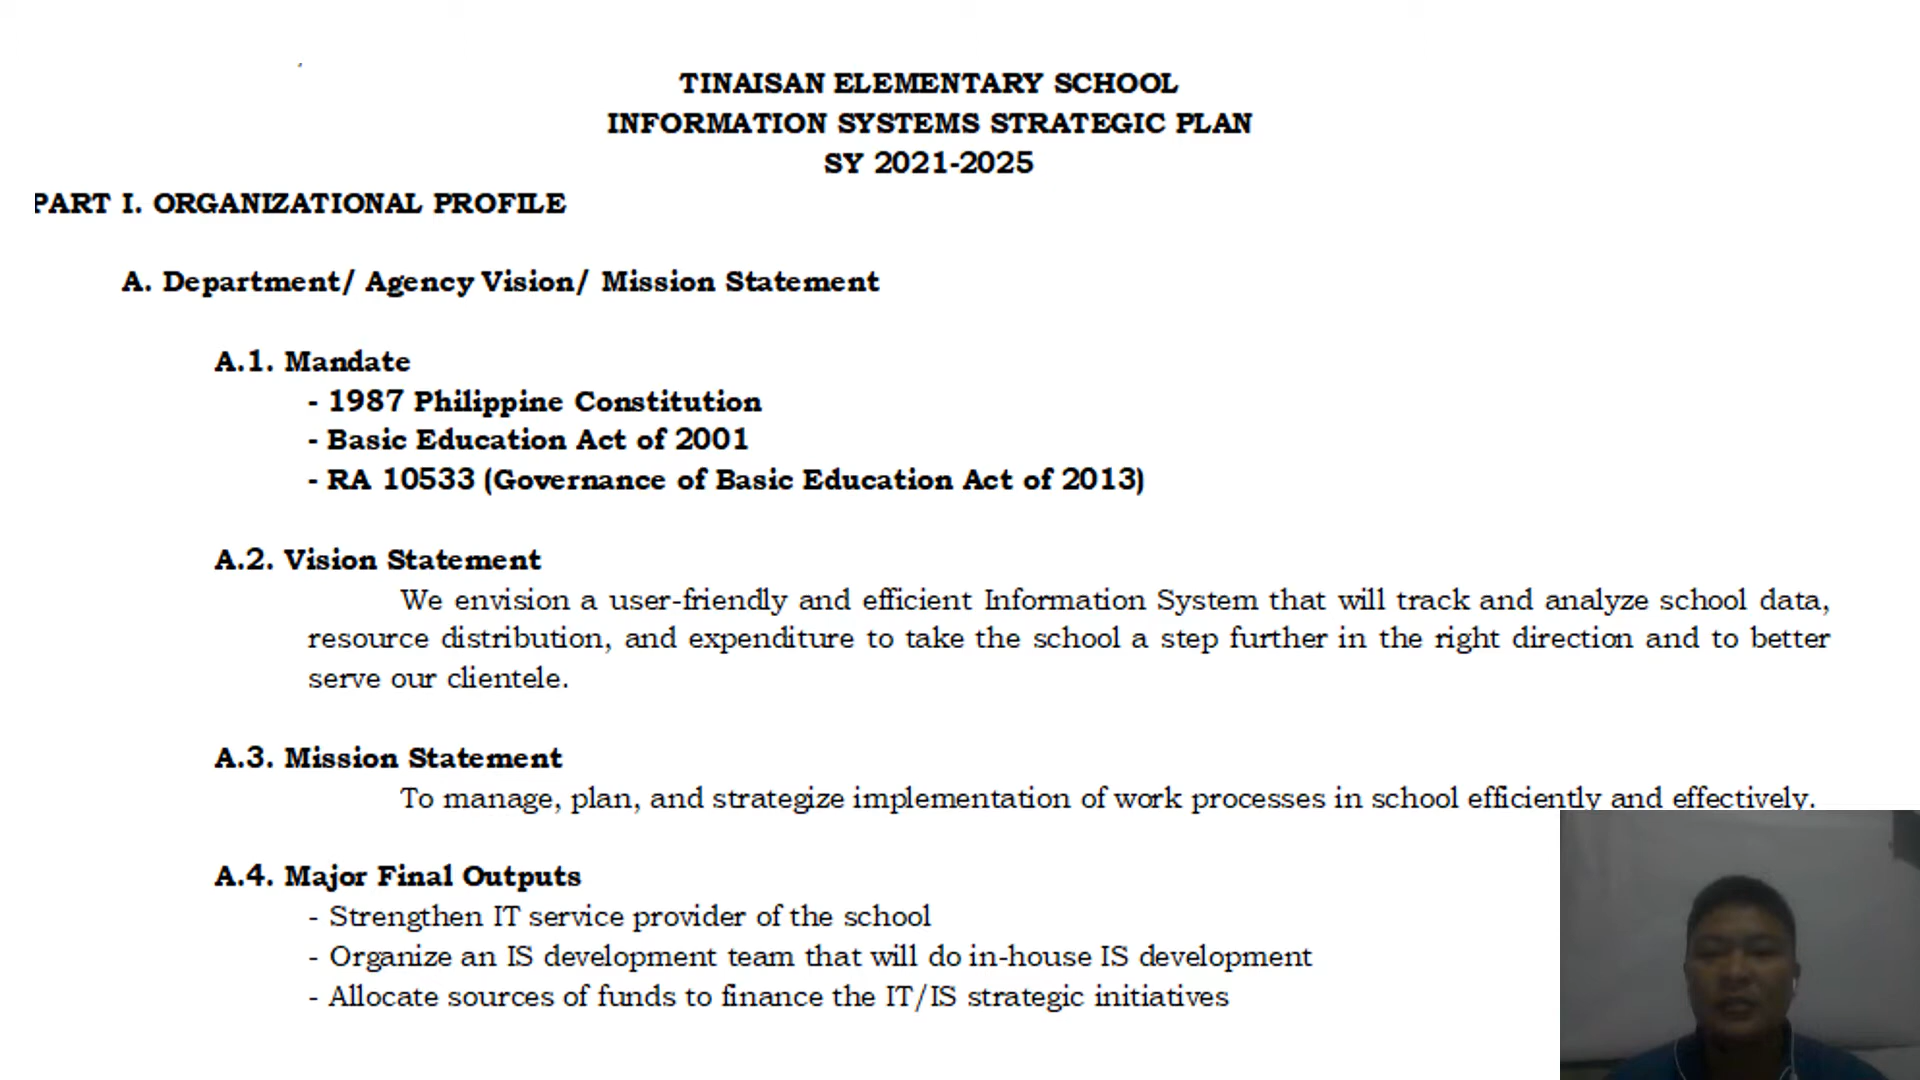 TINAISAN ELEMENTARY SCHOOL
INFORMATION SYSTEMS STRATEGIC PLAN
SY 2021-2025
PART I. ORGANIZATIONAL PROFILE
A. Department/ Agency Vision/ Mission Statement
A.1. Mandate
- 1987 Philippine Constitution
- Basic Education Act of 2001
- RA 10533 (Governance of Basic Education Act of 2013)
A.2. Vision Statement
We envision a user-friendly and efficient Information System that will track and analyze school data,
resource distribution, and expenditure to take the school a step further in the right direction and to better
serve our clientele.
A.3. Mission Statement
To manage, plan, and strategize implementation of work processes in school efficiently and effectively.
A.4. Major Final Outputs
- Strengthen IT service provider of the school
- Organize an IS development team that will do in-house IS development
- Allocate sources of funds to finance the IT/IS strategic initiatives